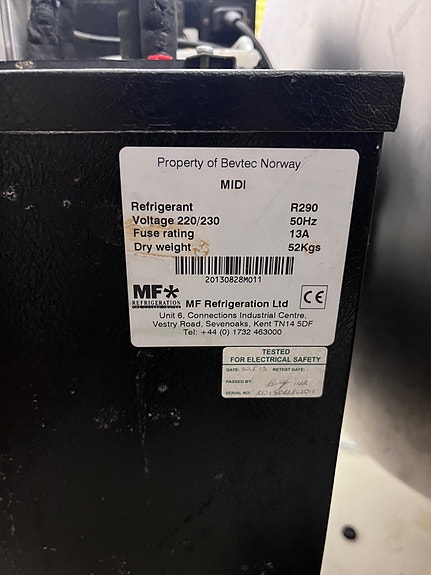 Property of Bevtec Norway
MIDI
Refrigerant R290
Voltage 220/230 50Hz
Fuse rating 13A
Dry weight 52Kgs
20130828M011
MF* REFRIGERATION
MF Refrigeration Ltd
CE
Unit 6, Connections Industrial Centre,
Vestry Road, Sevenoaks, Kent TN14 5DF
Tel: +44 (0) 1732 463000
TESTED
FOR ELECTRICAL SAFETY
DATE: RETEST DATE:
PASSED BY:
SERIAL NO: